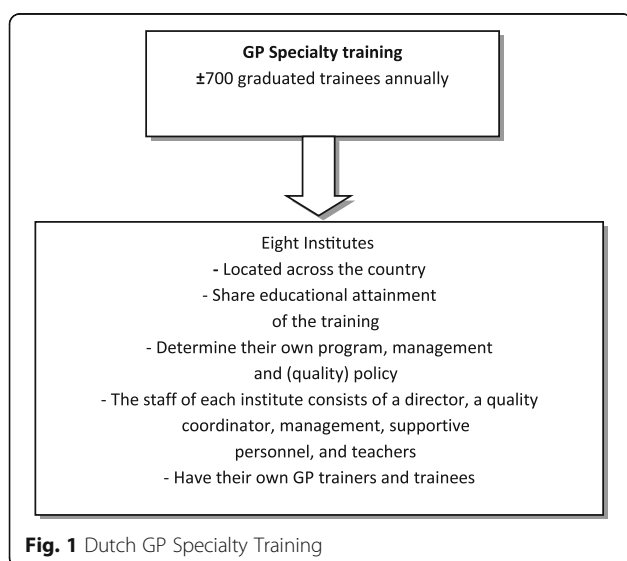 GP Specialty training
±700 graduated trainees annually
Eight Institutes
- Located across the country
- Share educational attainment
of the training
- Determine their own program, management
and (quality) policy
- The staff of each institute consists of a director, a quality
coordinator, management, supportive
personnel, and teachers
- Have their own GP trainers and trainees
Fig. 1 Dutch GP Specialty Training